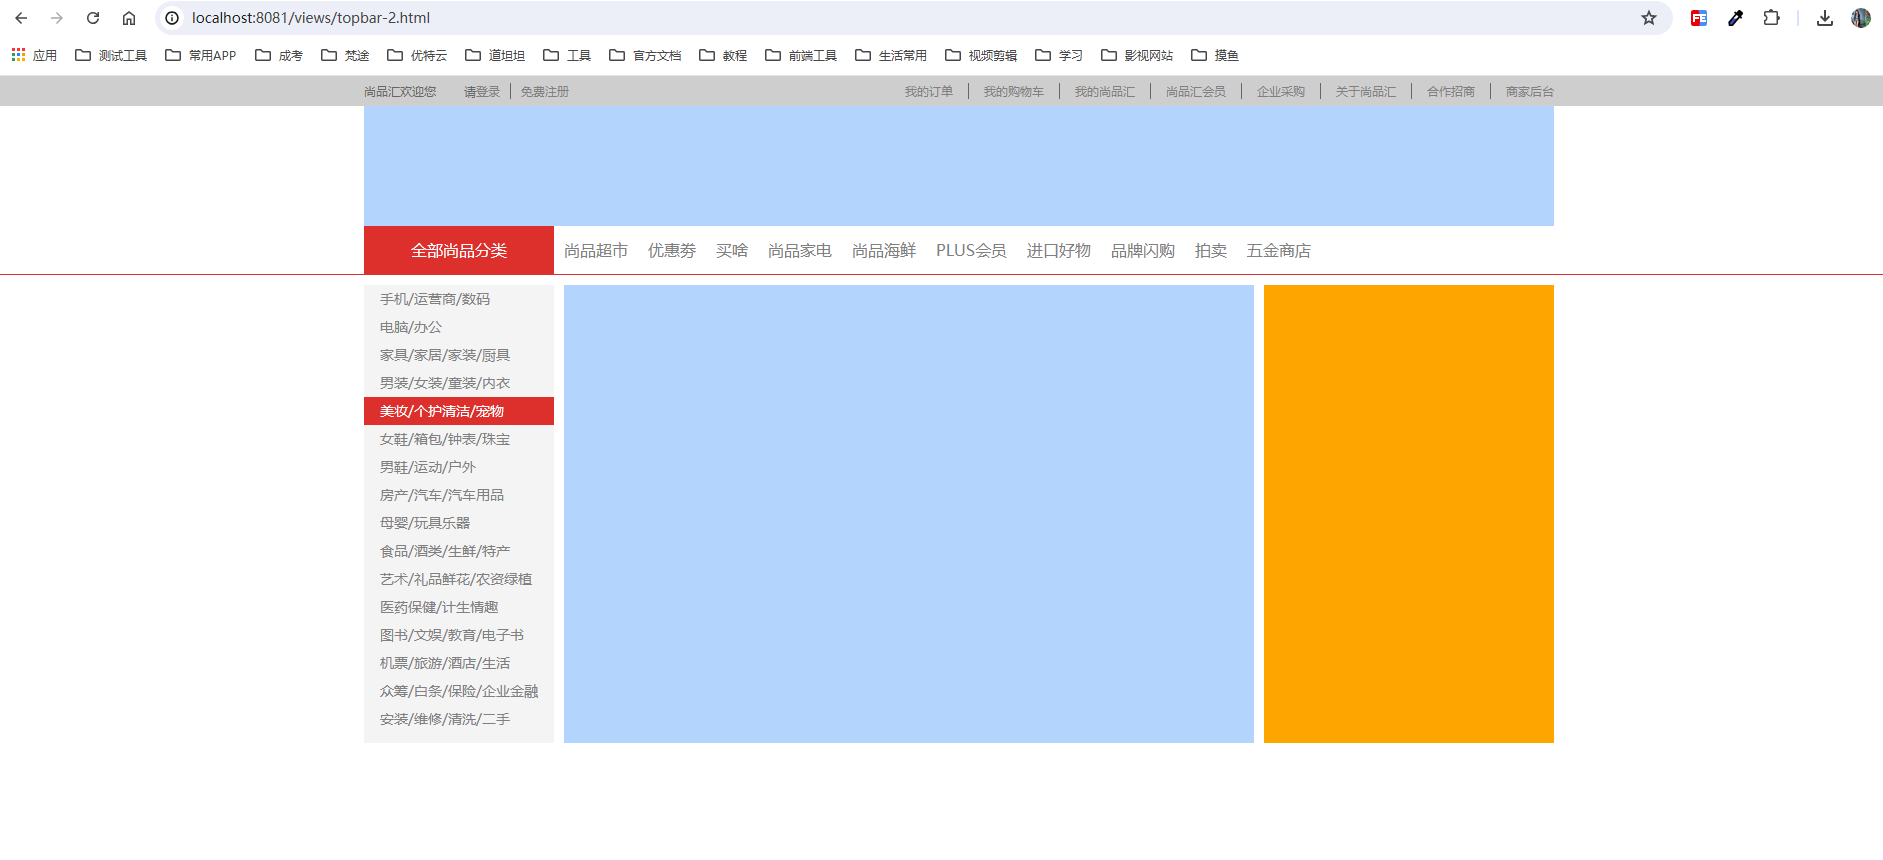 localhost:8081/views/topbar-2.html
应用 测试工具 常用APP 成考 梵途 优特云 道坦坦 工具 官方文档 教程 前端工具 生活常用 视频剪辑 学习 影视网站 摸鱼
尚品汇欢迎您 请登录 免费注册 我的订单 我的购物车 我的尚品汇 尚品汇会员 企业采购 关于尚品汇 合作招商 商家后台
全部尚品分类 尚品超市 优惠劵 买啥 尚品家电 尚品海鲜 PLUS会员 进口好物 品牌闪购 拍卖 五金商店
手机/运营商/数码
电脑/办公
家具/家居/家装/厨具
男装/女装/童装/内衣
美妆/个护清洁/宠物
女鞋/箱包/钟表/珠宝
男鞋/运动/户外
房产/汽车/汽车用品
母婴/玩具乐器
食品/酒类/生鲜/特产
艺术/礼品鲜花/农资绿植
医药保健/计生情趣
图书/文娱/教育/电子书
机票/旅游/酒店/生活
众筹/白条/保险/企业金融
安装/维修/清洗/二手